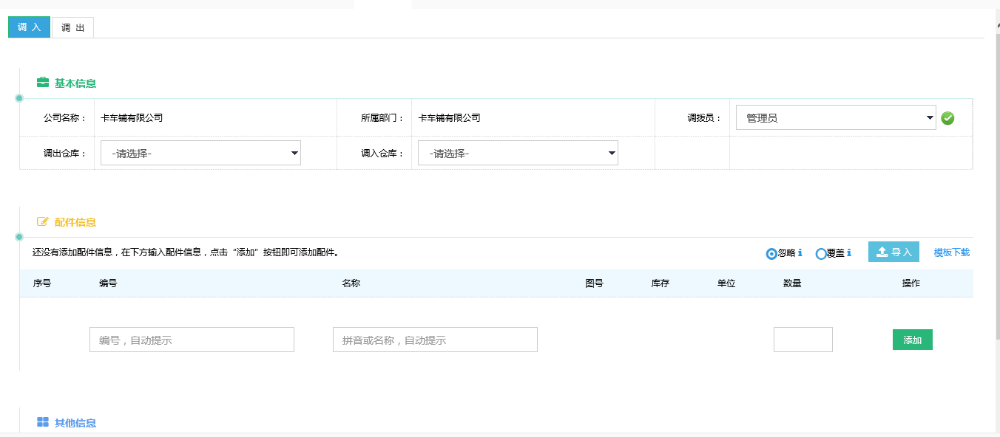 调 入 调 出
基本信息
公司名称： 卡车铺有限公司 所属部门： 卡车铺有限公司 调拨员： 管理员
调出仓库： -请选择- 调入仓库： -请选择-
配件信息
还没有添加配件信息，在下方输入配件信息，点击“添加”按钮即可添加配件。 忽略 覆盖 导入 模板下载
序号 编号 名称 图号 库存 单位 数量 操作
编号，自动提示 拼音或名称，自动提示 添加
其他信息